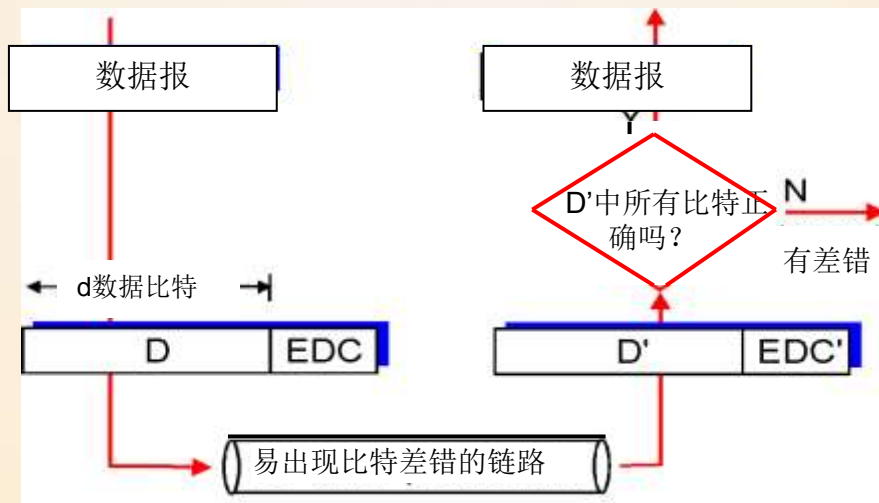 数据报
数据报
Y
D’中所有比特正
确吗？
N
有差错
d数据比特
D
EDC
D'
EDC'
易出现比特差错的链路